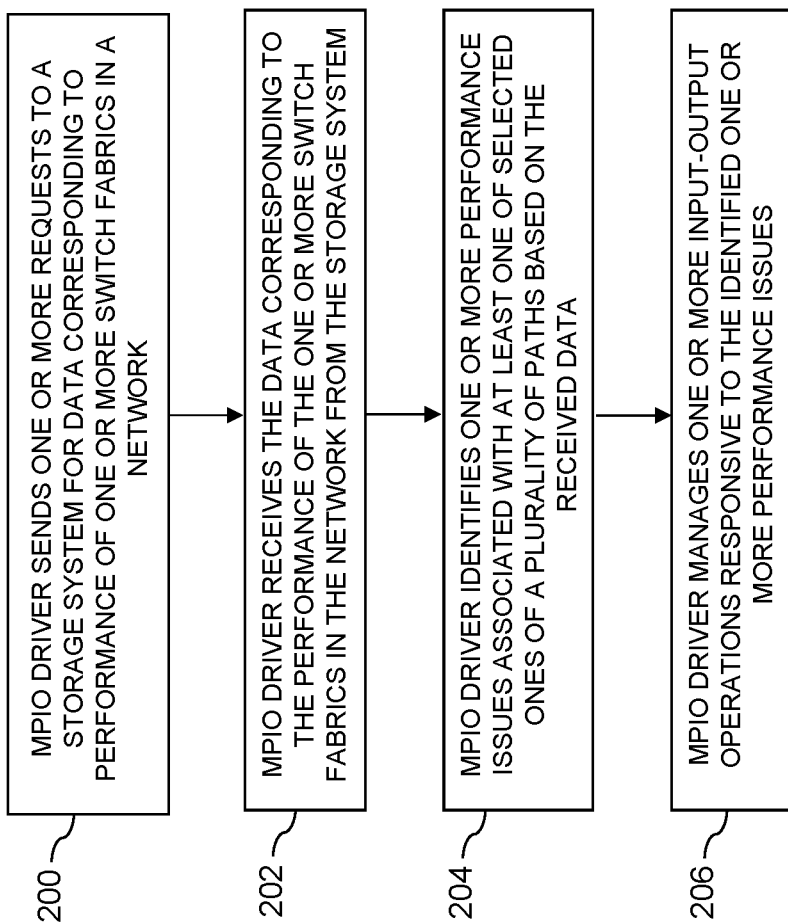 200
MPIO DRIVER SENDS ONE OR MORE REQUESTS TO A
STORAGE SYSTEM FOR DATA CORRESPONDING TO
PERFORMANCE OF ONE OR MORE SWITCH FABRICS IN A
NETWORK
202
MPIO DRIVER RECEIVES THE DATA CORRESPONDING TO
THE PERFORMANCE OF THE ONE OR MORE SWITCH
FABRICS IN THE NETWORK FROM THE STORAGE SYSTEM
204
MPIO DRIVER IDENTIFIES ONE OR MORE PERFORMANCE
ISSUES ASSOCIATED WITH AT LEAST ONE OF SELECTED
ONES OF A PLURALITY OF PATHS BASED ON THE
RECEIVED DATA
206
MPIO DRIVER MANAGES ONE OR MORE INPUT-OUTPUT
OPERATIONS RESPONSIVE TO THE IDENTIFIED ONE OR
MORE PERFORMANCE ISSUES